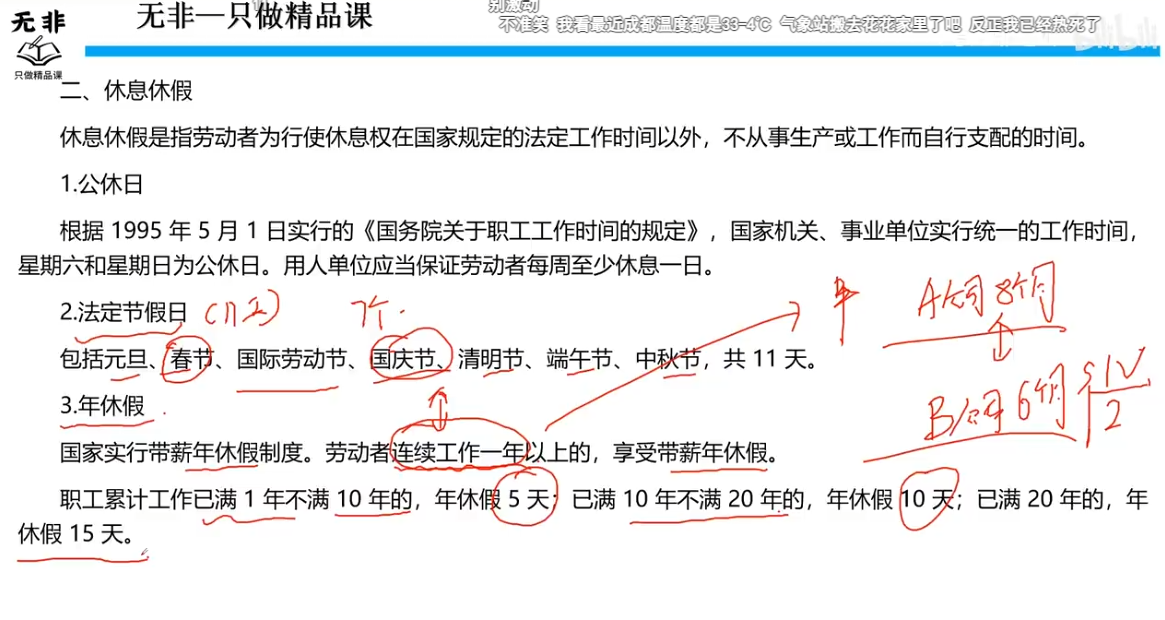 别激动
无非—只做精品课
不准笑 我看最近成都温度都是33-4℃ 气象站搬去花花家里了吧 反正我已经热死了
无非
只做精品课
bilibili
二、休息休假
休息休假是指劳动者为行使休息权在国家规定的法定工作时间以外，不从事生产或工作而自行支配的时间。
1.公休日
根据 1995 年 5 月 1 日实行的《国务院关于职工工作时间的规定》，国家机关、事业单位实行统一的工作时间，
星期六和星期日为公休日。用人单位应当保证劳动者每周至少休息一日。
2.法定节假日 (11天) 7个.
A公司 8个月
包括元旦、春节、国际劳动节、国庆节、清明节、端午节、中秋节，共 11 天。
3.年休假
B公司 6个月
2
国家实行带薪年休假制度。劳动者连续工作一年以上的，享受带薪年休假。
职工累计工作已满 1 年不满 10 年的，年休假 5 天；已满 10 年不满 20 年的，年休假 10 天；已满 20 年的，年
休假 15 天。